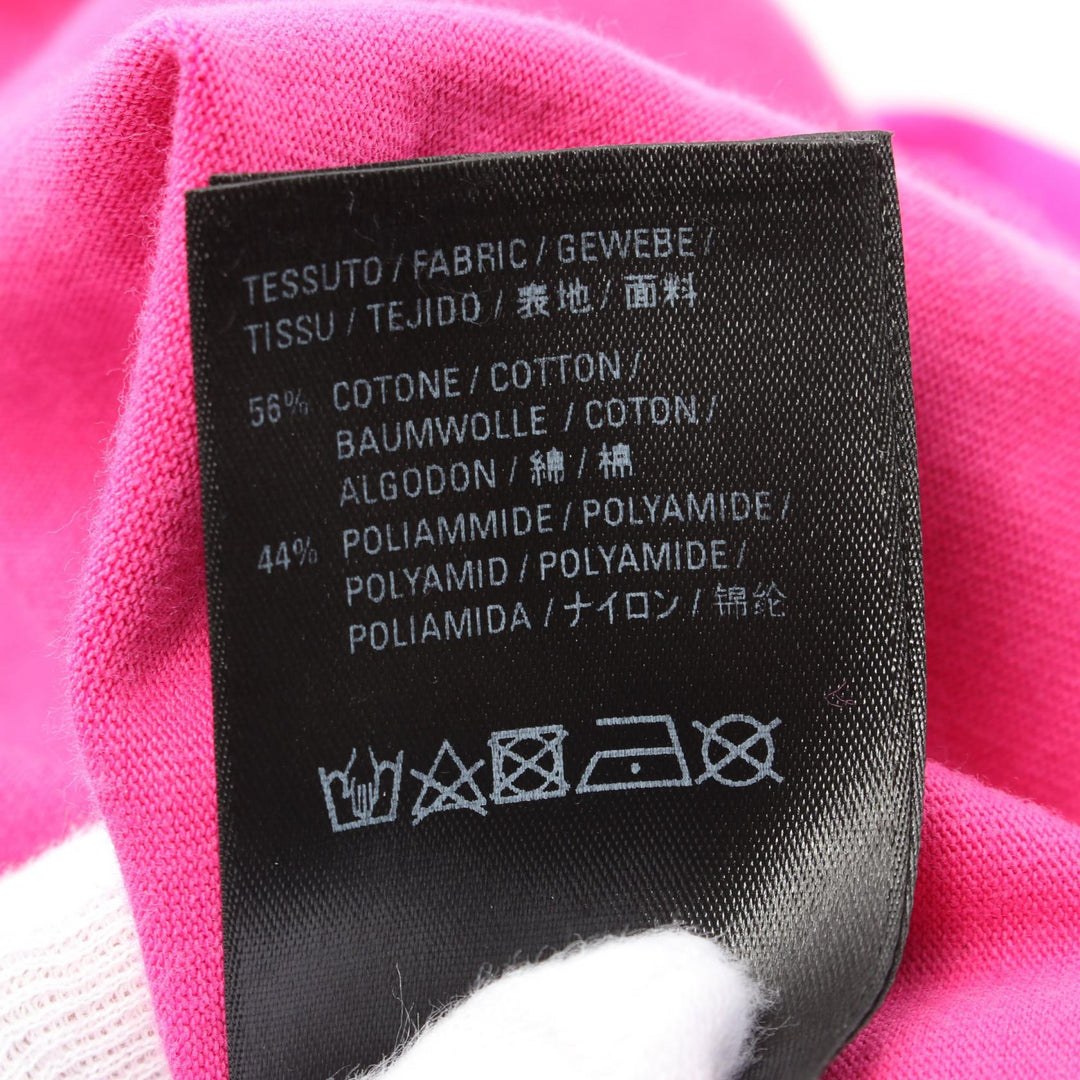 TESSUTO / FABRIC / GEWEBE /
TISSU / TEJIDO / 表地 / 面料
56% COTONE / COTTON /
BAUMWOLLE / COTON /
ALGODON / 綿 / 棉
44% POLIAMMIDE / POLYAMIDE /
POLYAMID / POLYAMIDE /
POLIAMIDA / ナイロン / 锦纶